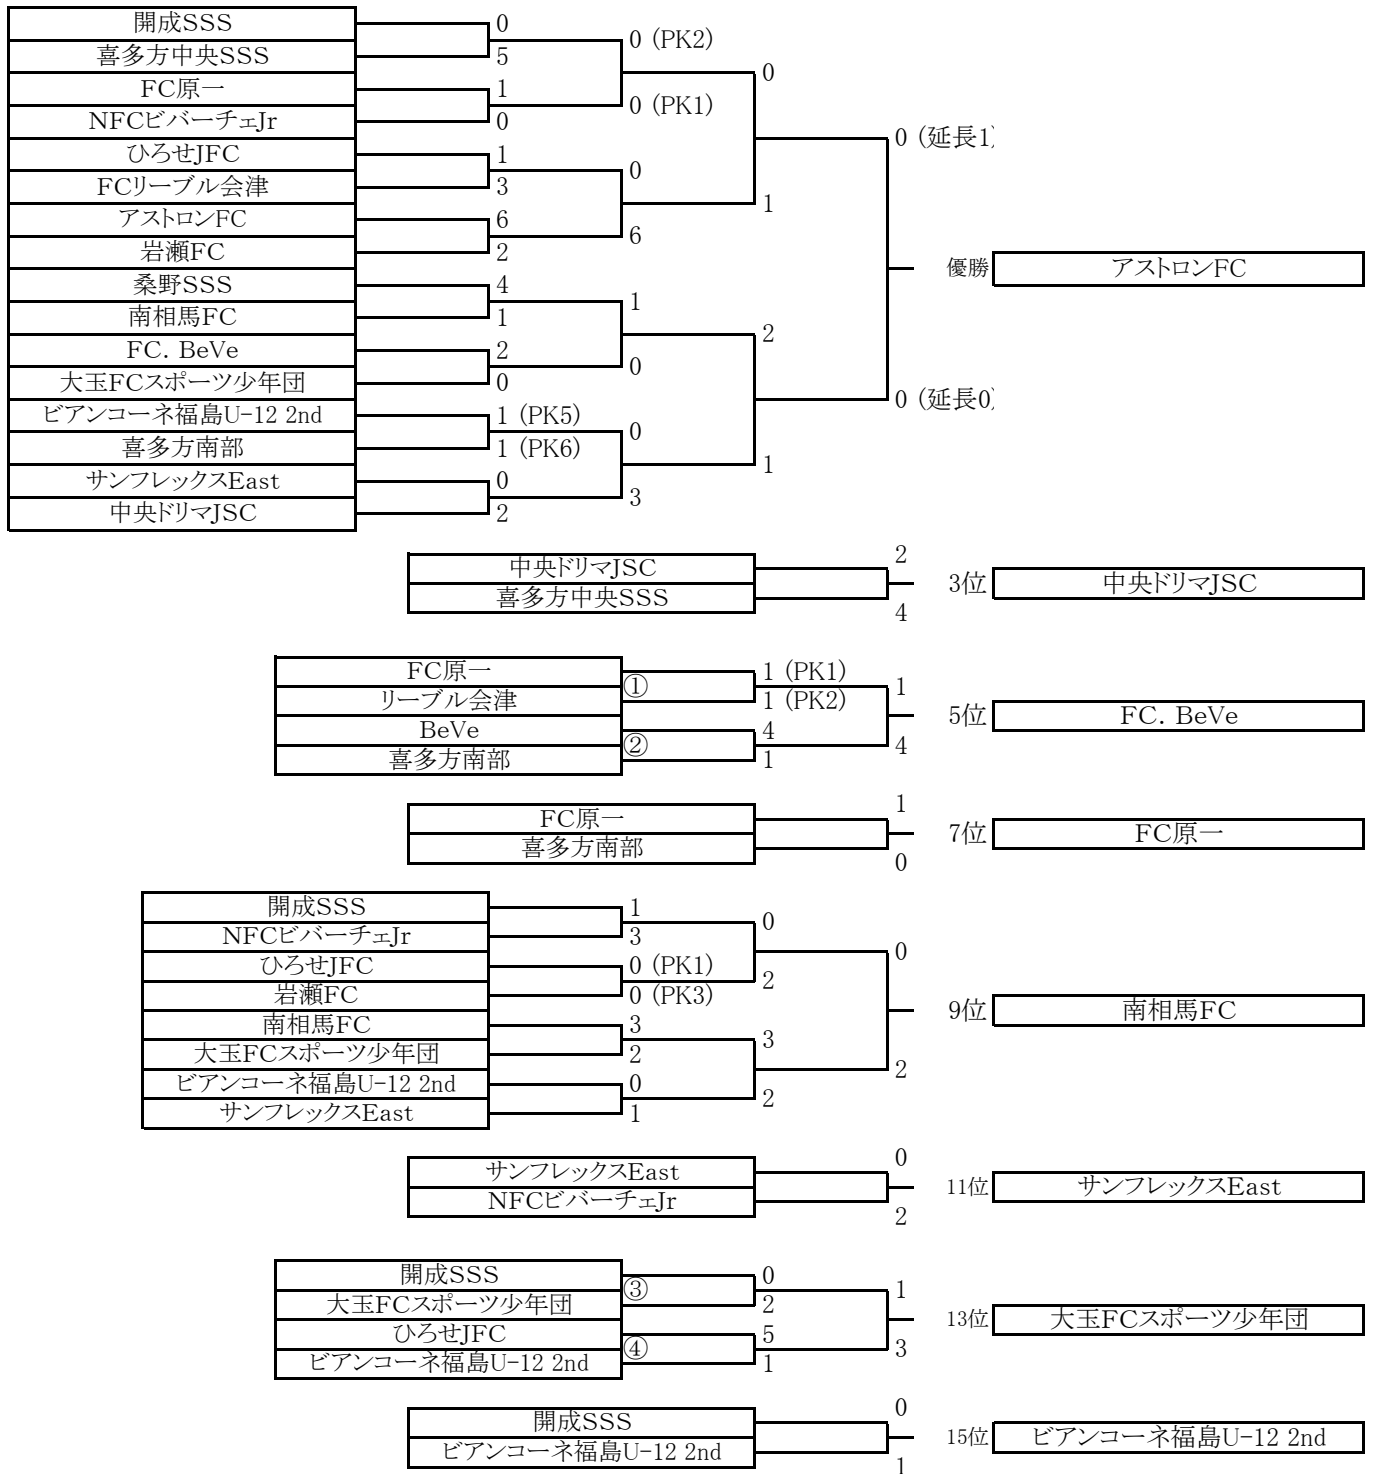 開成SSS 0
0 (PK2)
喜多方中央SSS 5
0
FC原一 1
0 (PK1)
NFCビバーチェJr 0
0 (延長1)
ひろせJFC 1
0
FCリーブル会津 3
1
アストロンFC 6
6
岩瀬FC 2
優勝 アストロンFC
桑野SSS 4
1
南相馬FC 1
2
FC. BeVe 2
0
大玉FCスポーツ少年団 0
0 (延長0)
ビアンコーネ福島U-12 2nd 1 (PK5)
0
喜多方南部 1 (PK6)
1
サンフレックスEast 0
3
中央ドリマJSC 2
2
中央ドリマJSC
3位 中央ドリマJSC
喜多方中央SSS
4
FC原一 1 (PK1)
① 1
リーブル会津 1 (PK2)
5位 FC. BeVe
BeVe 4
② 4
喜多方南部 1
1
FC原一
7位 FC原一
喜多方南部
0
開成SSS 1
0
NFCビバーチェJr 3
0
ひろせJFC 0 (PK1)
2
岩瀬FC 0 (PK3)
9位 南相馬FC
南相馬FC 3
3
大玉FCスポーツ少年団 2
2
ビアンコーネ福島U-12 2nd 0
2
サンフレックスEast 1
0
サンフレックスEast
11位 サンフレックスEast
NFCビバーチェJr
2
開成SSS 0
③ 1
大玉FCスポーツ少年団 2
13位 大玉FCスポーツ少年団
ひろせJFC 5
④ 3
ビアンコーネ福島U-12 2nd 1
0
開成SSS
15位 ビアンコーネ福島U-12 2nd
ビアンコーネ福島U-12 2nd
1